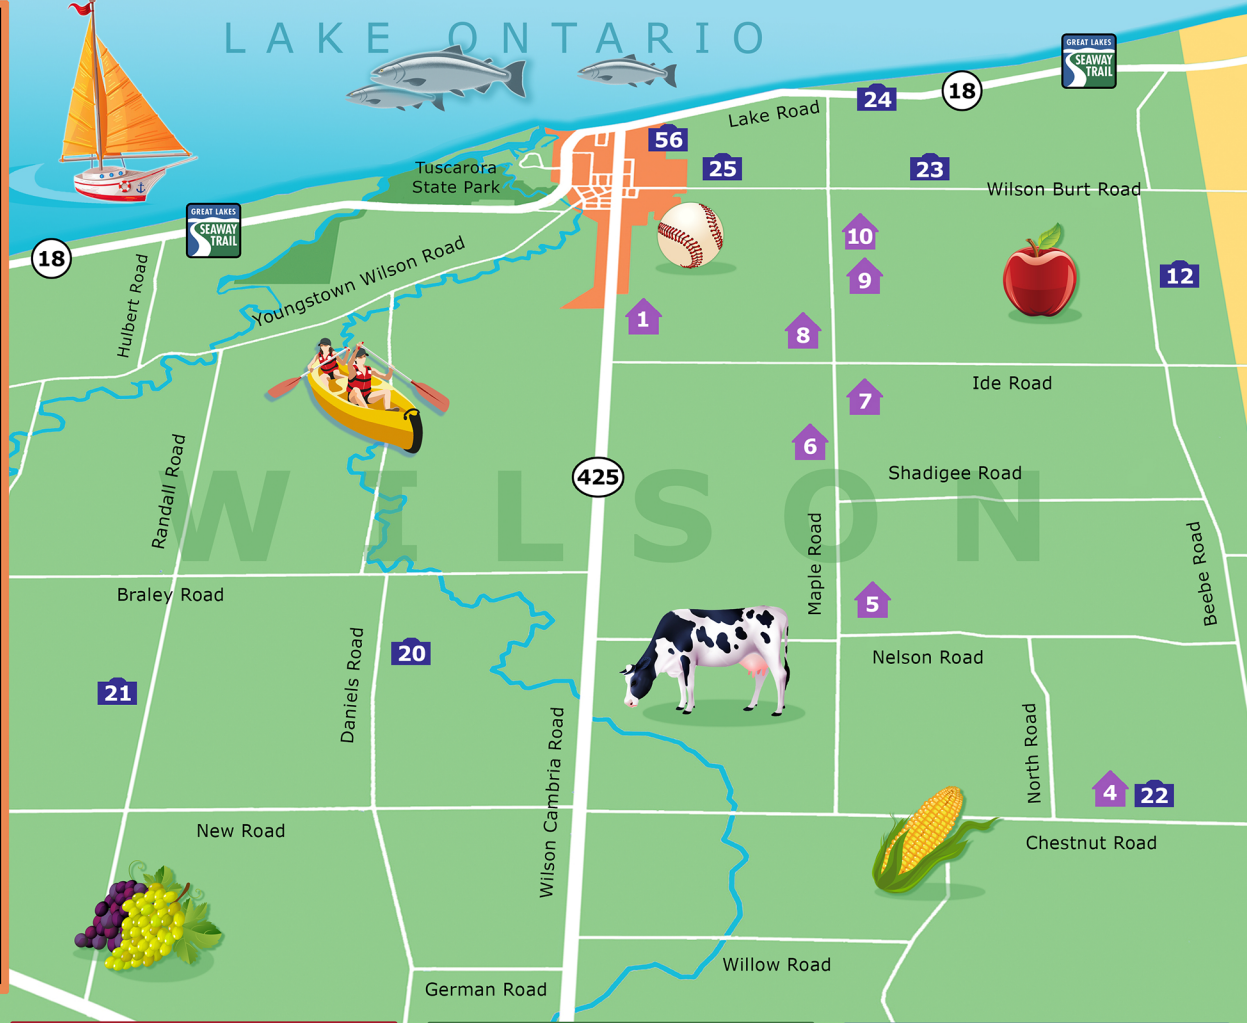 LAKE ONTARIO
GREAT LAKES
SEAWAY
TRAIL
18
24
Lake Road
56
25
23
Tuscarora
State Park
Wilson Burt Road
GREAT LAKES
SEAWAY
TRAIL
18
10
9
12
Youngstown Wilson Road
Hulbert Road
1
8
Ide Road
7
6
Randall Road
425
Shadigee Road
WILSON
Maple Road
Beebe Road
Braley Road
5
20
Daniels Road
Nelson Road
21
North Road
Wilson Cambria Road
4
22
New Road
Chestnut Road
Willow Road
German Road